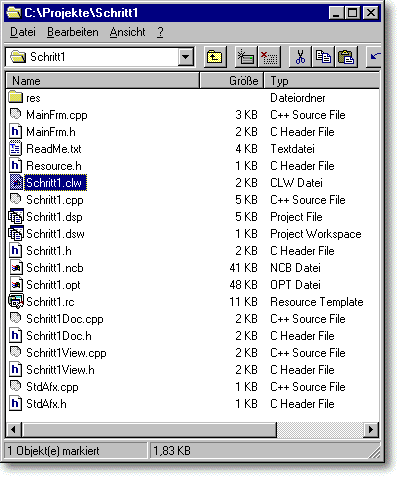 C:\Projekte\Schritt1
Datei Bearbeiten Ansicht ?
Schritt1
Name Größe Typ
res Dateiordner
MainFrm.cpp 3 KB C++ Source File
MainFrm.h 2 KB C Header File
ReadMe.txt 4 KB Textdatei
Resource.h 1 KB C Header File
Schritt1.clw 2 KB CLW Datei
Schritt1.cpp 5 KB C++ Source File
Schritt1.dsp 5 KB Project File
Schritt1.dsw 1 KB Project Workspace
Schritt1.h 2 KB C Header File
Schritt1.ncb 41 KB NCB Datei
Schritt1.opt 48 KB OPT Datei
Schritt1.rc 11 KB Resource Template
Schritt1Doc.cpp 2 KB C++ Source File
Schritt1Doc.h 2 KB C Header File
Schritt1View.cpp 2 KB C++ Source File
Schritt1View.h 2 KB C Header File
StdAfx.cpp 1 KB C++ Source File
StdAfx.h 1 KB C Header File
1 Objekt(e) markiert 1,83 KB